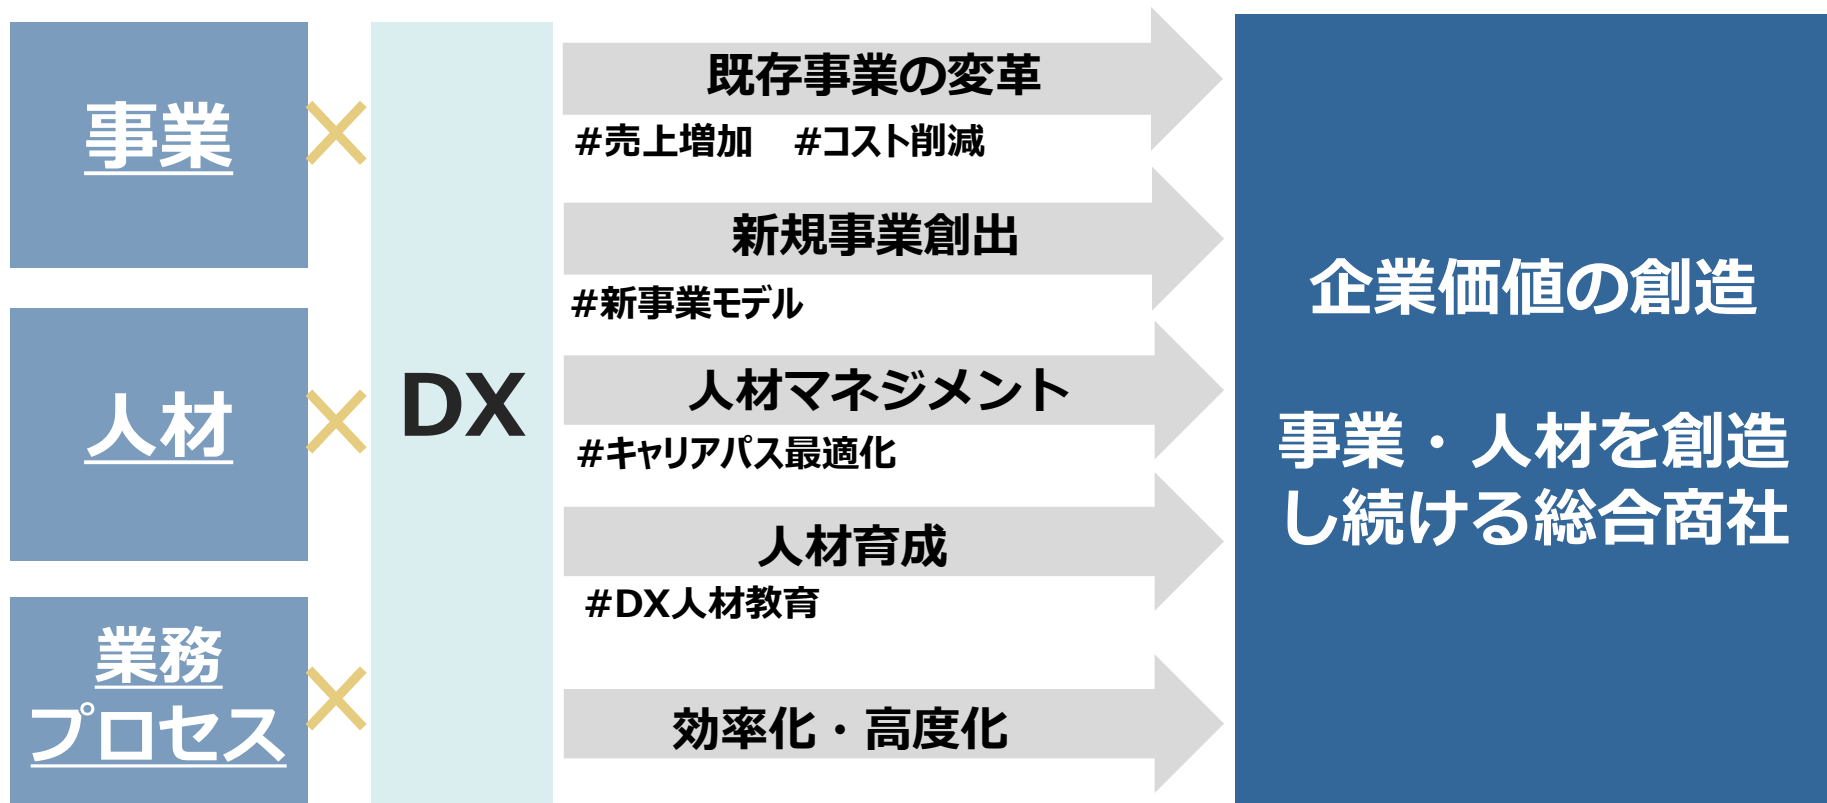 事業
×
人材
×
業務
プロセス
×
DX
既存事業の変革
#売上増加 #コスト削減
新規事業創出
#新事業モデル
人材マネジメント
#キャリアパス最適化
人材育成
#DX人材教育
効率化・高度化
企業価値の創造
事業・人材を創造
し続ける総合商社